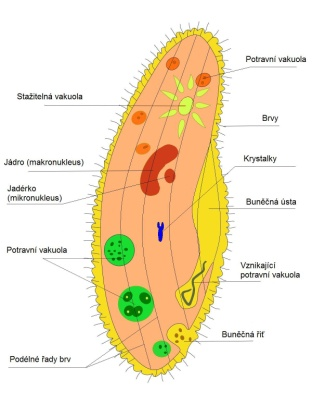 Potravní vakuola
Stažitelná vakuola
Brvy
Krystalky
Jádro (makronukleus)
Jadérko
(mikronukleus)
Buněčná ústa
Potravní vakuola
Vznikající
potravní vakuola
Buněčná řiť
Podélné řady brv